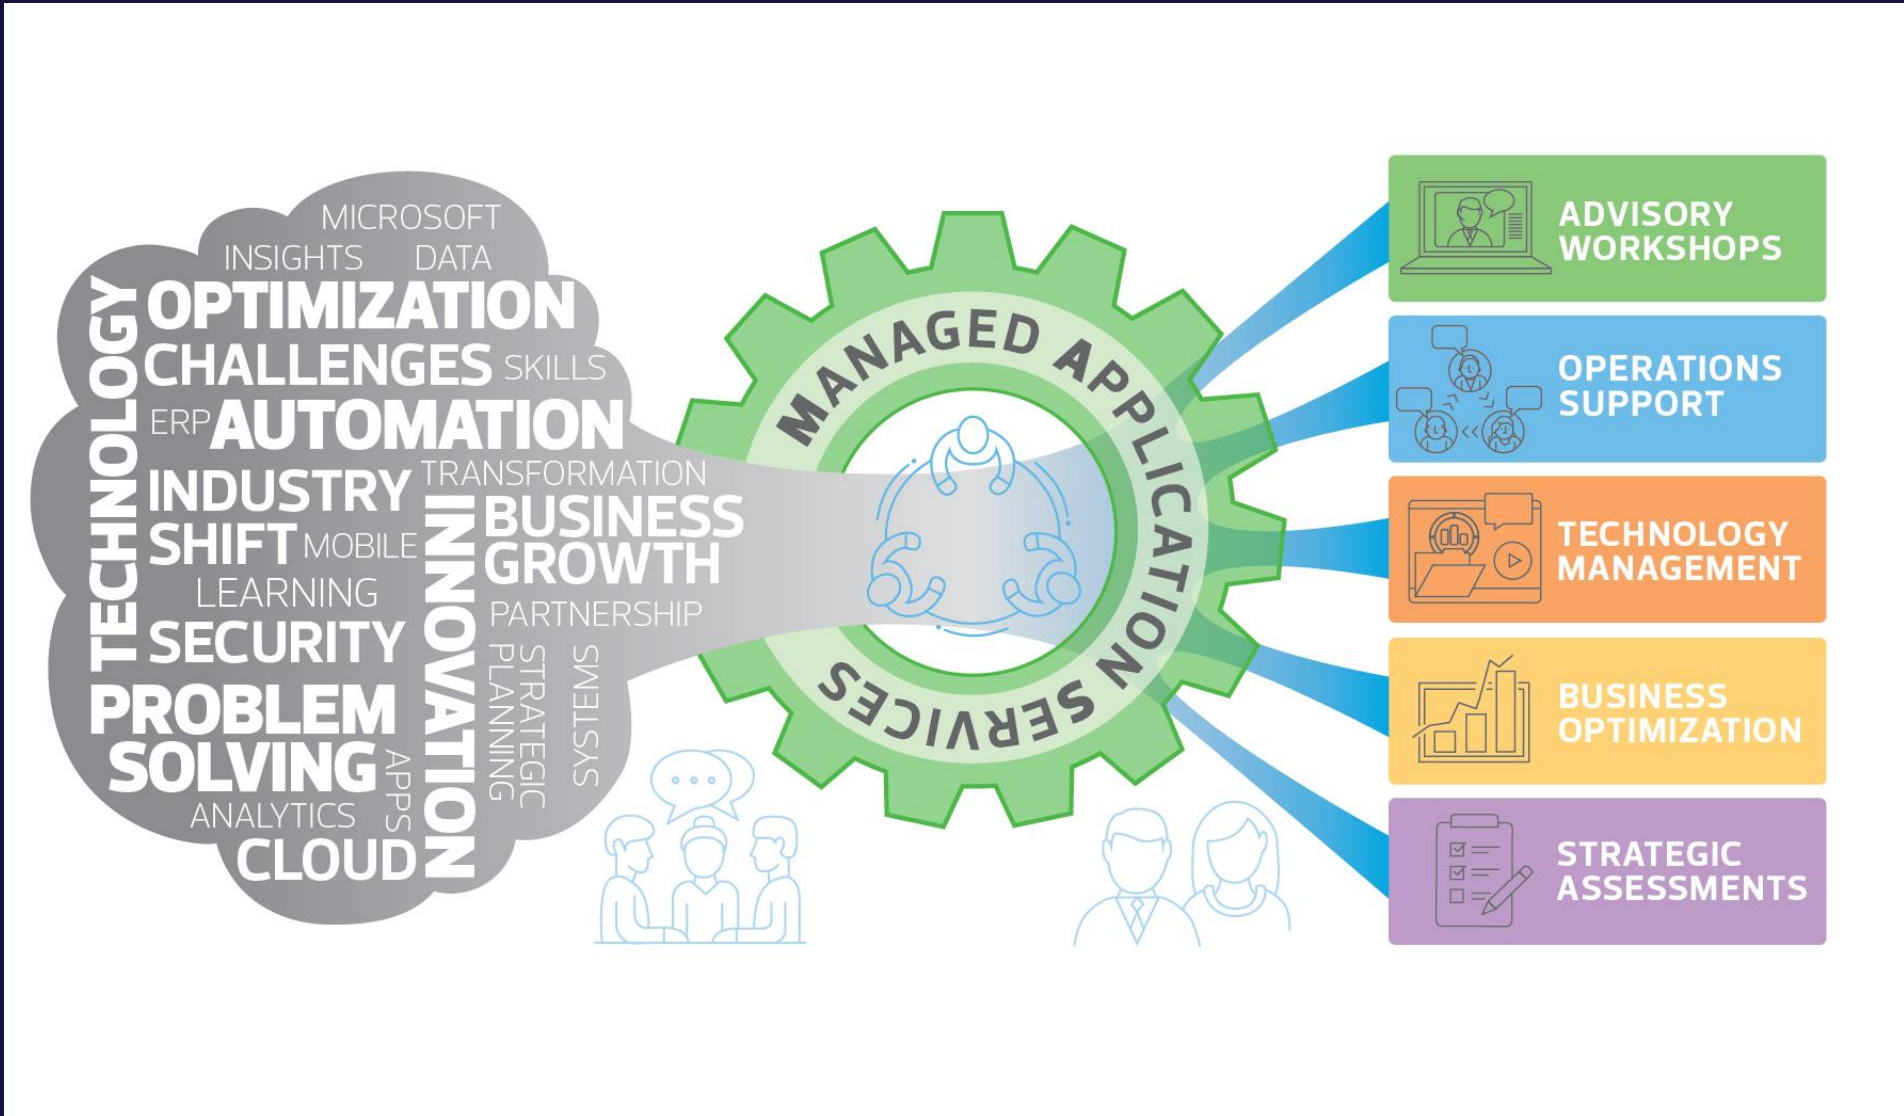 MICROSOFT
INSIGHTS DATA
TECHNOLOGY
OPTIMIZATION
CHALLENGES SKILLS
ERP AUTOMATION
INDUSTRY
SHIFT MOBILE
TRANSFORMATION
INNOVATION
BUSINESS
GROWTH
LEARNING
PARTNERSHIP
SECURITY
STRATEGIC
PLANNING
SYSTEMS
PROBLEM
SOLVING
APPS
ANALYTICS
CLOUD
MANAGED APPLICATION SERVICES
ADVISORY
WORKSHOPS
OPERATIONS
SUPPORT
TECHNOLOGY
MANAGEMENT
BUSINESS
OPTIMIZATION
STRATEGIC
ASSESSMENTS